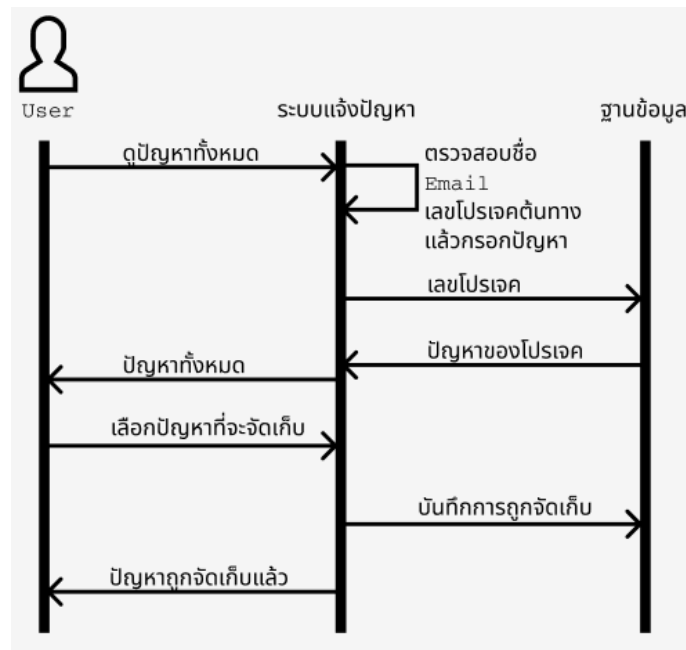 User
ระบบแจ้งปัญหา
ฐานข้อมูล
ดูปัญหาทั้งหมด
ตรวจสอบชื่อ
Email
เลขโปรเจคต้นทาง
แล้วกรอกปัญหา
เลขโปรเจค
ปัญหาของโปรเจค
ปัญหาทั้งหมด
เลือกปัญหาที่จะจัดเก็บ
บันทึกการถูกจัดเก็บ
ปัญหาถูกจัดเก็บแล้ว